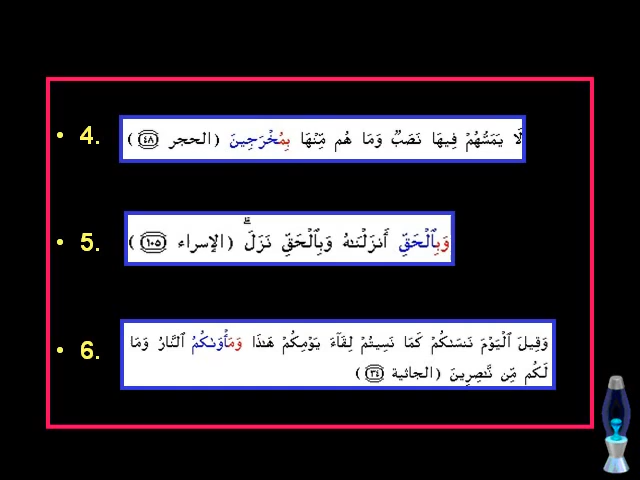 • 4. لَا يَمَسُّهُمْ فِيهَا نَصَبٌ وَمَا هُم مِّنْهَا بِمُخْرَجِينَ (الحجر ٤٨)
• 5. وَبِٱلْحَقِّ أَنزَلْنَـٰهُ وَبِٱلْحَقِّ نَزَلَ ۗ (الإسراء ١٠٥)
• 6. وَقِيلَ ٱلْيَوْمَ نَنسَىٰكُمْ كَمَا نَسِيتُمْ لِقَآءَ يَوْمِكُمْ هَـٰذَا وَمَأْوَىٰكُمُ ٱلنَّارُ وَمَا
لَكُم مِّن نَّـٰصِرِينَ (الجاثية ٣٤)